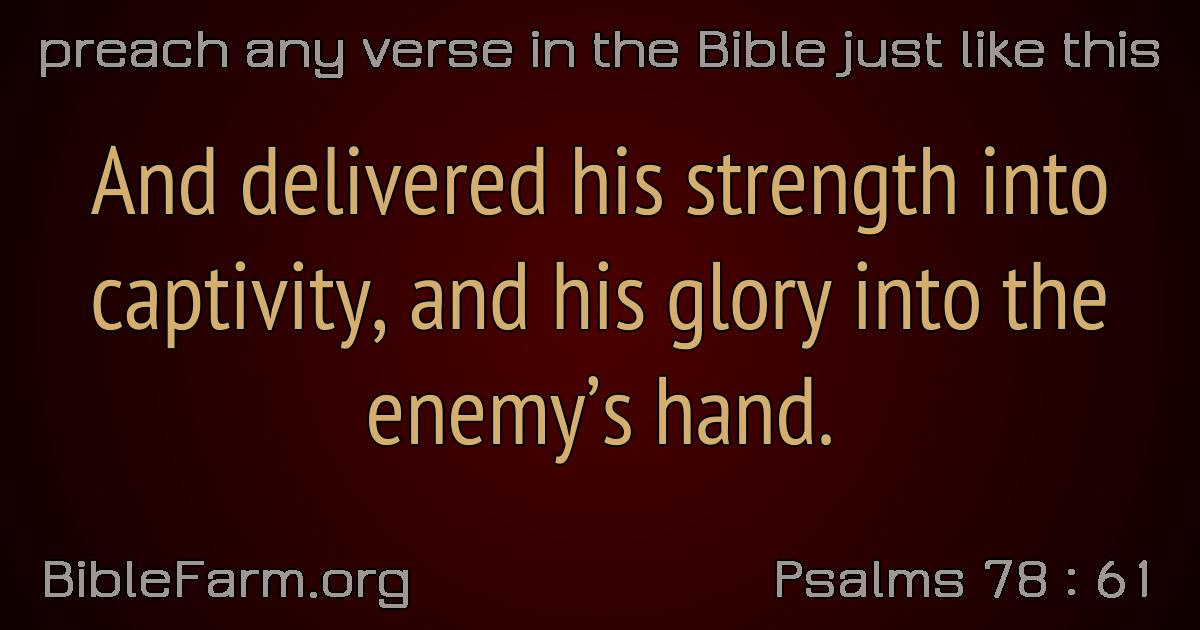 preach any verse in the Bible just like this
And delivered his strength into
captivity, and his glory into the
enemy’s hand.
BibleFarm.org
Psalms 78 : 61